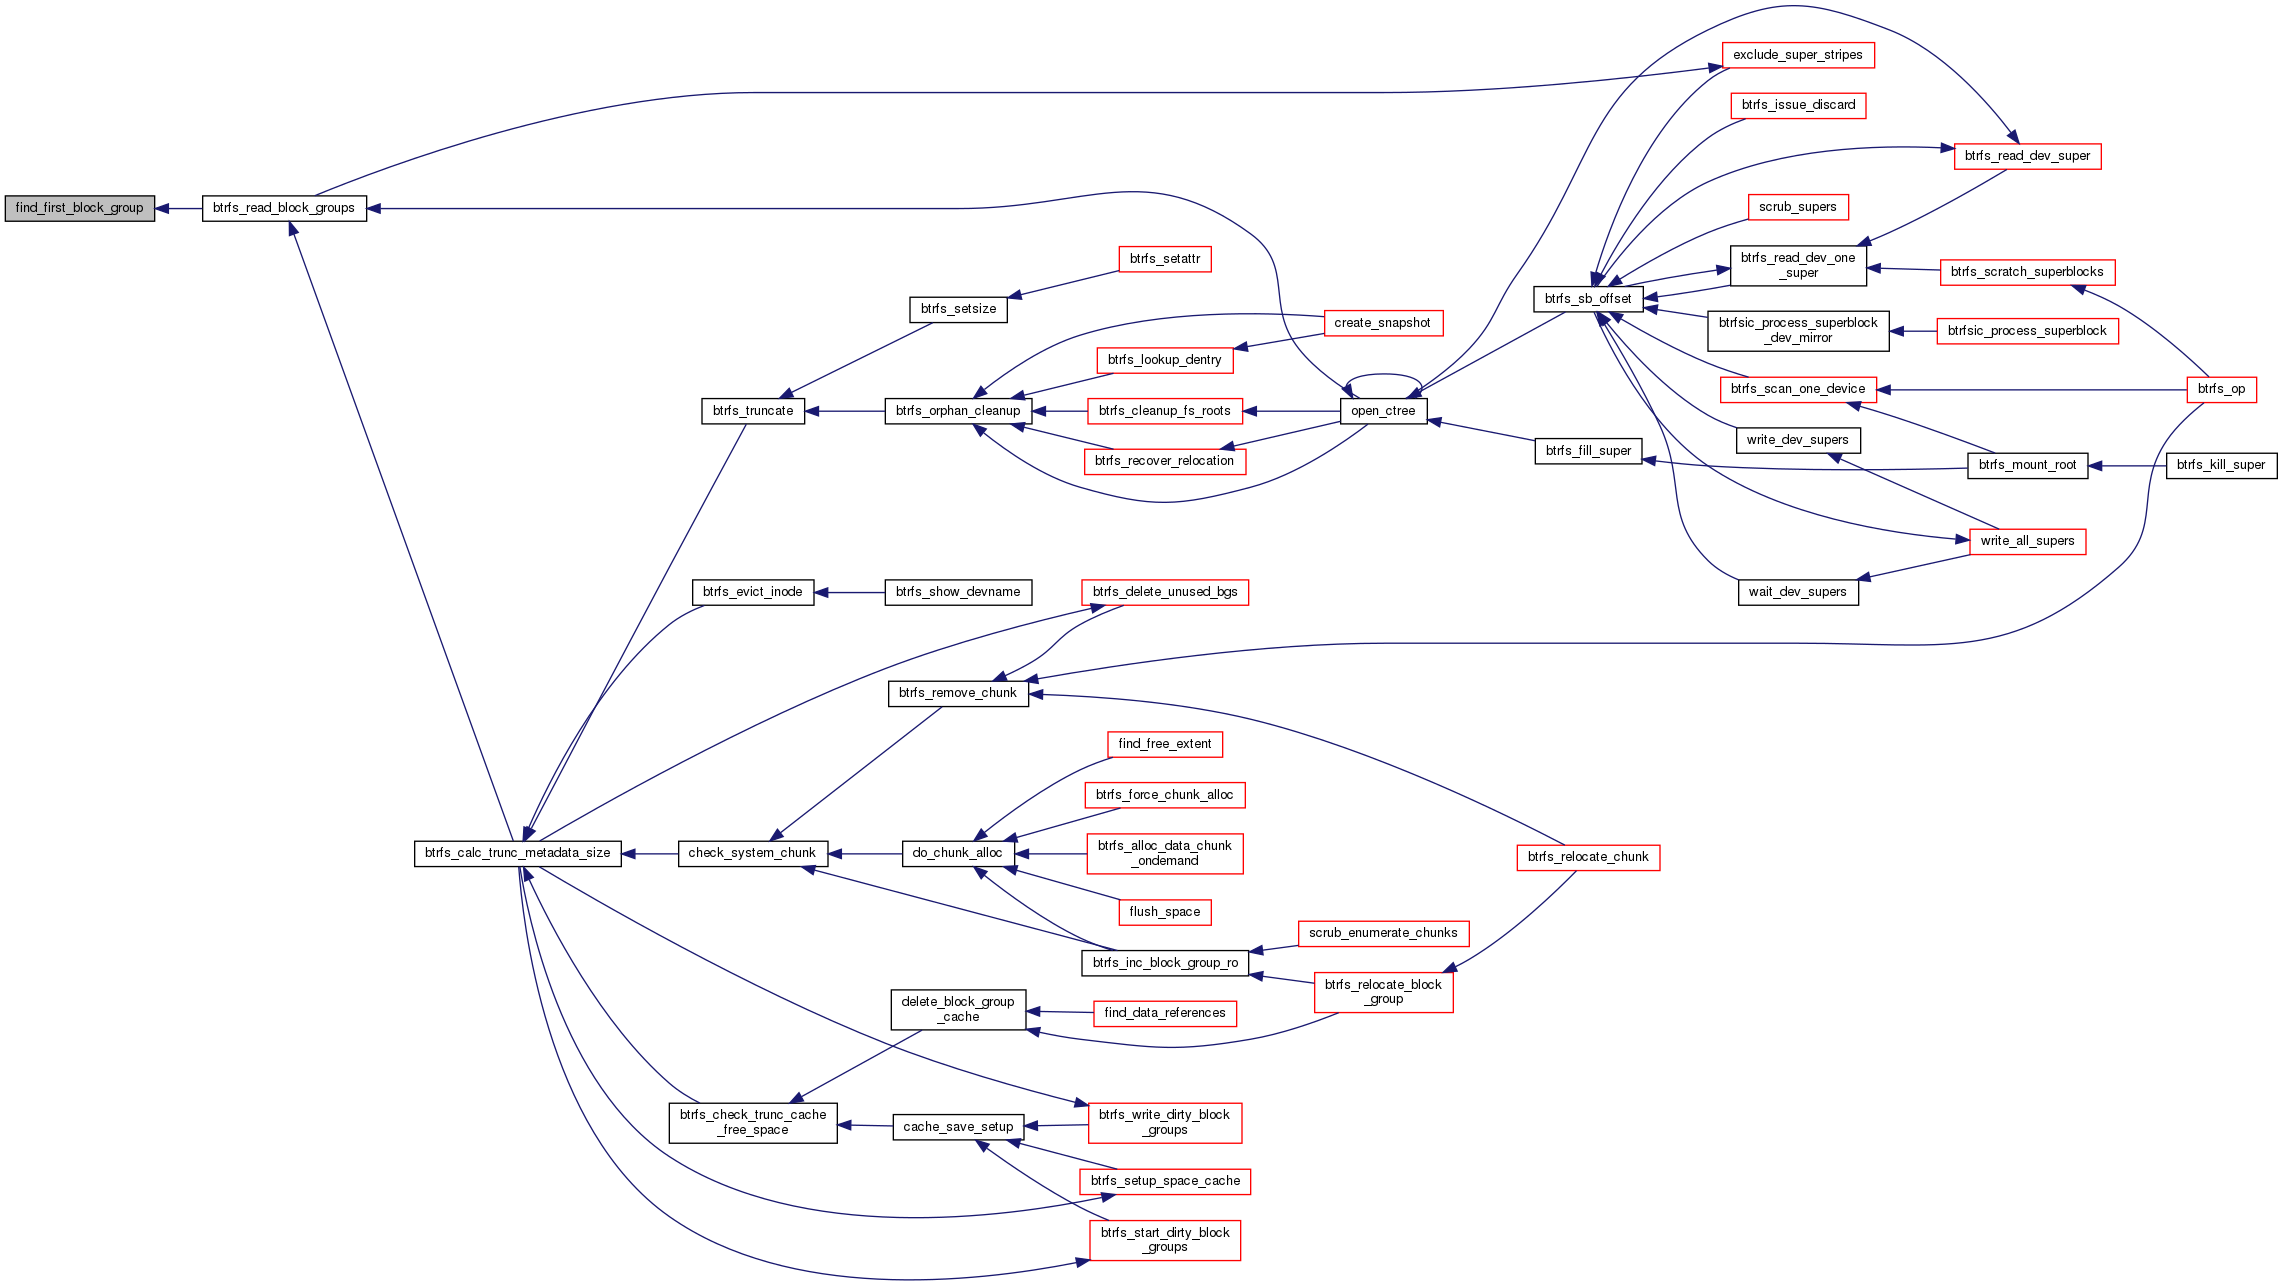 find_first_block_group
btrfs_read_block_groups
exclude_super_stripes
btrfs_issue_discard
btrfs_read_dev_super
scrub_supers
btrfs_read_dev_one
_super
btrfs_scratch_superblocks
btrfs_sb_offset
btrfsic_process_superblock
_dev_mirror
btrfsic_process_superblock
btrfs_scan_one_device
btrfs_op
write_dev_supers
btrfs_mount_root
btrfs_kill_super
write_all_supers
wait_dev_supers
btrfs_setattr
btrfs_setsize
create_snapshot
btrfs_lookup_dentry
btrfs_truncate
btrfs_orphan_cleanup
btrfs_cleanup_fs_roots
open_ctree
btrfs_recover_relocation
btrfs_fill_super
btrfs_evict_inode
btrfs_show_devname
btrfs_delete_unused_bgs
btrfs_remove_chunk
find_free_extent
btrfs_force_chunk_alloc
btrfs_calc_trunc_metadata_size
check_system_chunk
do_chunk_alloc
btrfs_alloc_data_chunk
_ondemand
btrfs_relocate_chunk
flush_space
scrub_enumerate_chunks
btrfs_inc_block_group_ro
btrfs_relocate_block
_group
delete_block_group
_cache
find_data_references
btrfs_check_trunc_cache
_free_space
cache_save_setup
btrfs_write_dirty_block
_groups
btrfs_setup_space_cache
btrfs_start_dirty_block
_groups